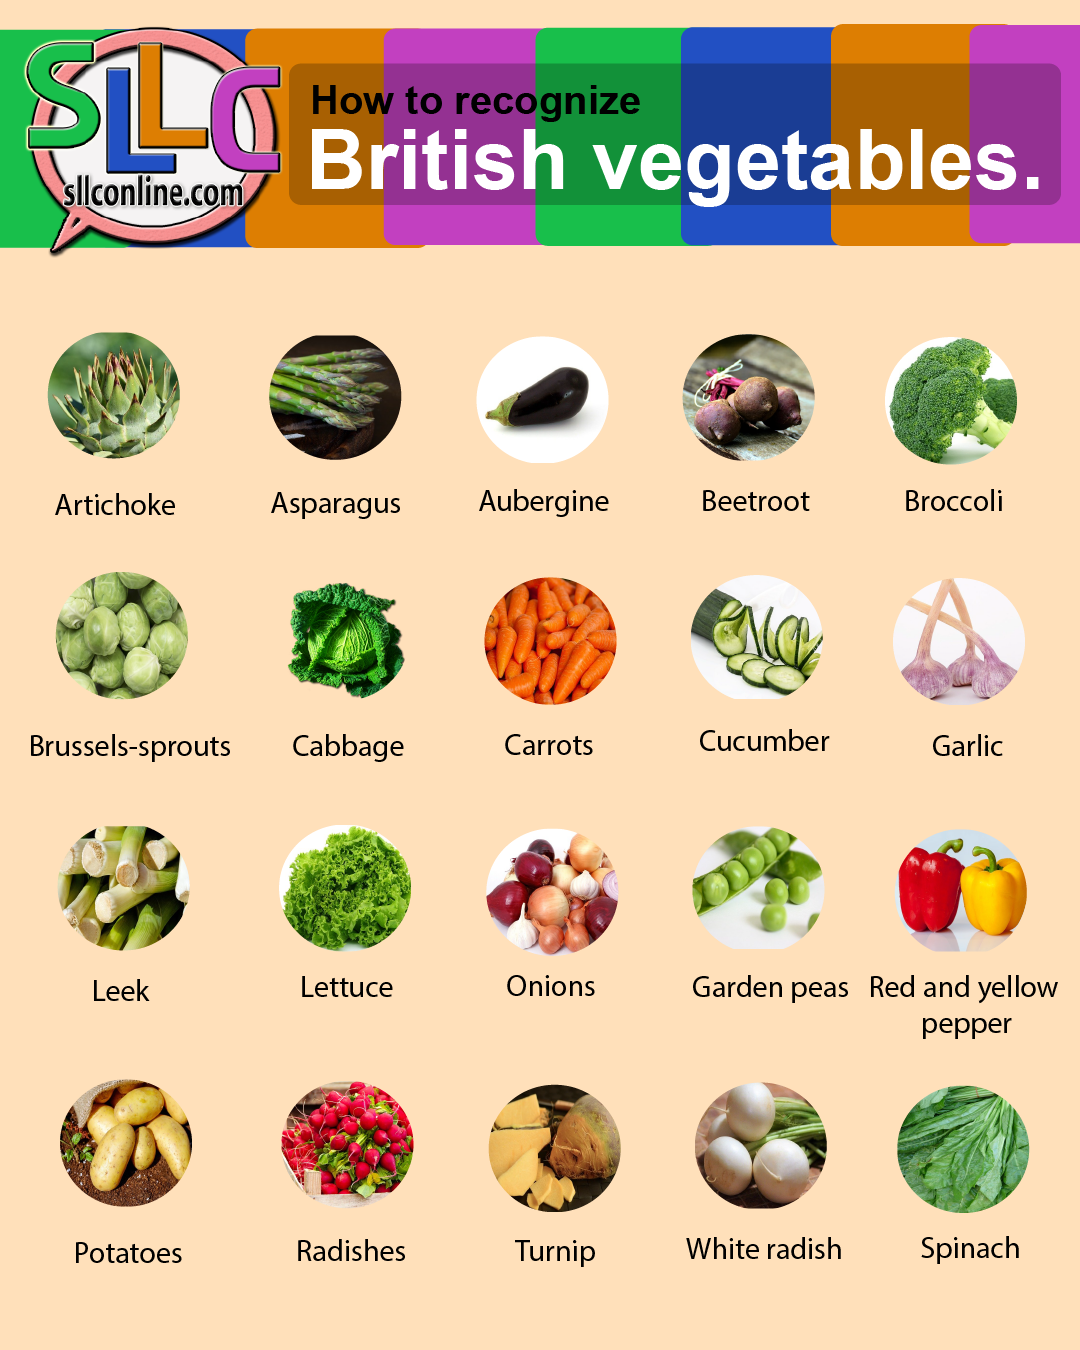 SLLC
sllconline.com
How to recognize
British vegetables.
Artichoke
Asparagus
Aubergine
Beetroot
Broccoli
Brussels-sprouts
Cabbage
Carrots
Cucumber
Garlic
Leek
Lettuce
Onions
Garden peas
Red and yellow
pepper
Potatoes
Radishes
Turnip
White radish
Spinach